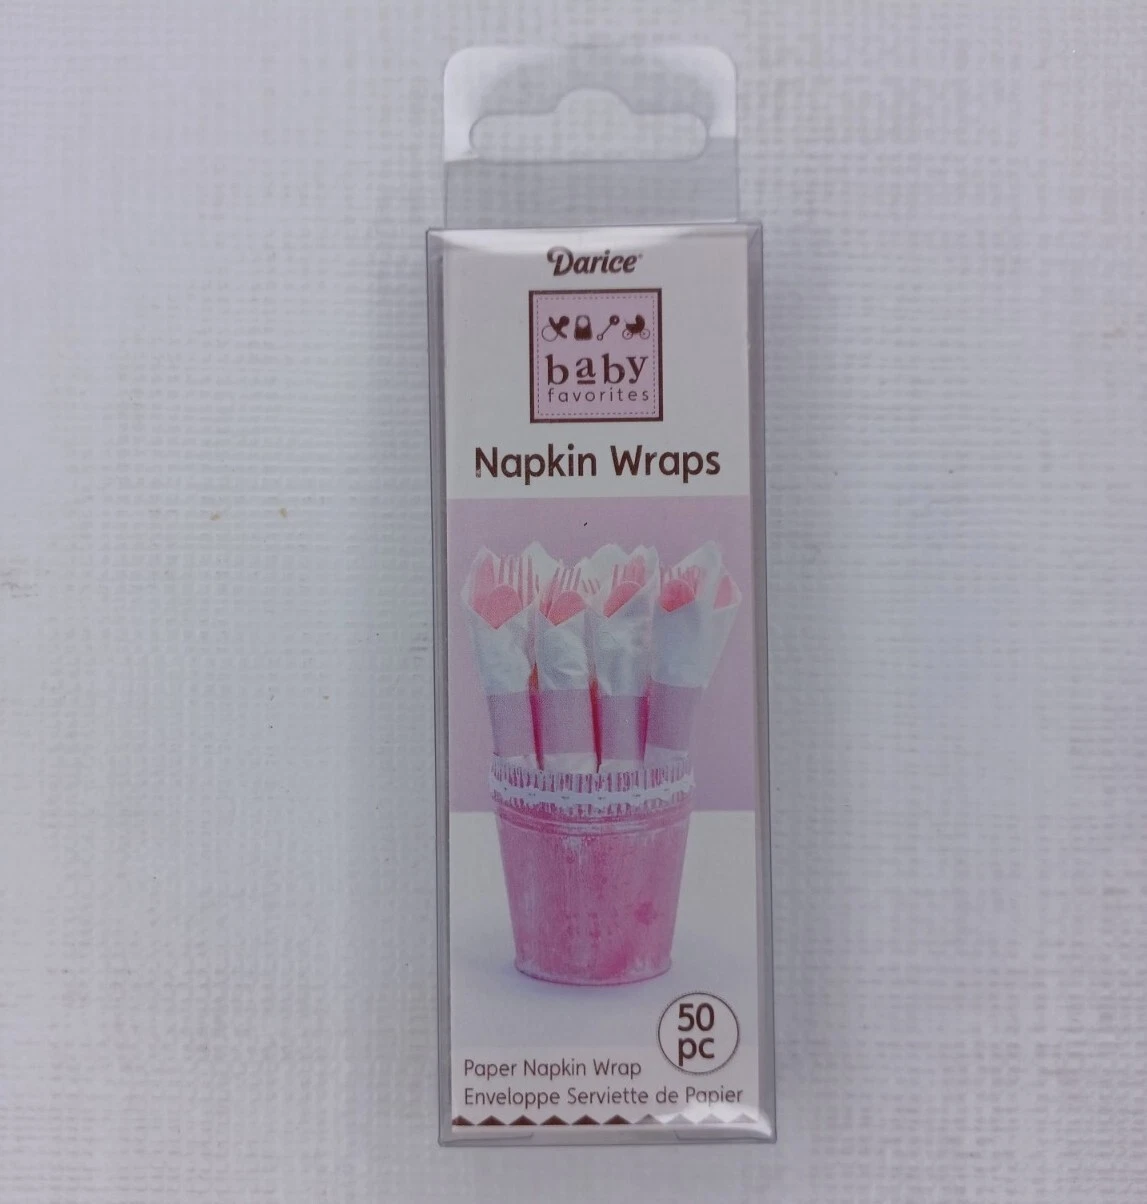 Darice
baby
favorites
Napkin Wraps
50
pc
Paper Napkin Wrap
Enveloppe Serviette de Papier